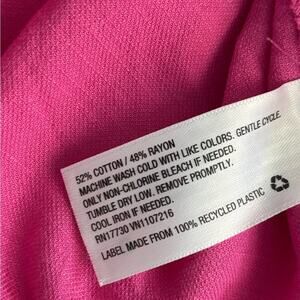 52% COTTON / 48% RAYON
MACHINE WASH COLD WITH LIKE COLORS. GENTLE CYCLE.
ONLY NON-CHLORINE BLEACH IF NEEDED.
TUMBLE DRY LOW. REMOVE PROMPTLY.
COOL IRON IF NEEDED.
RN17730 VN1107216
LABEL MADE FROM 100% RECYCLED PLASTIC